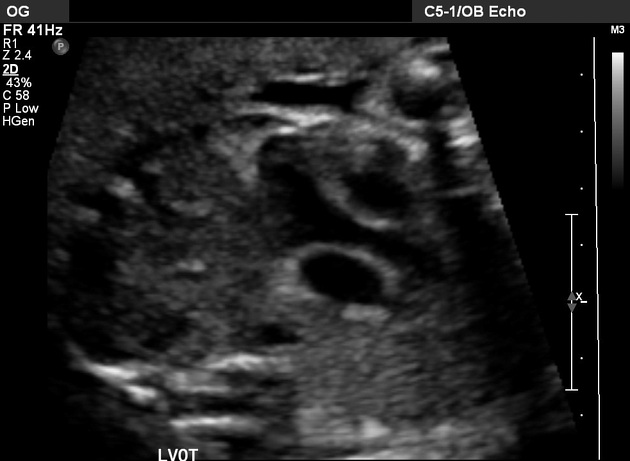 OG
C5-1/OB Echo
FR 41Hz
R1
Z 2.4
2D
43%
C 58
P Low
HGen
P
M3
X
LVOT